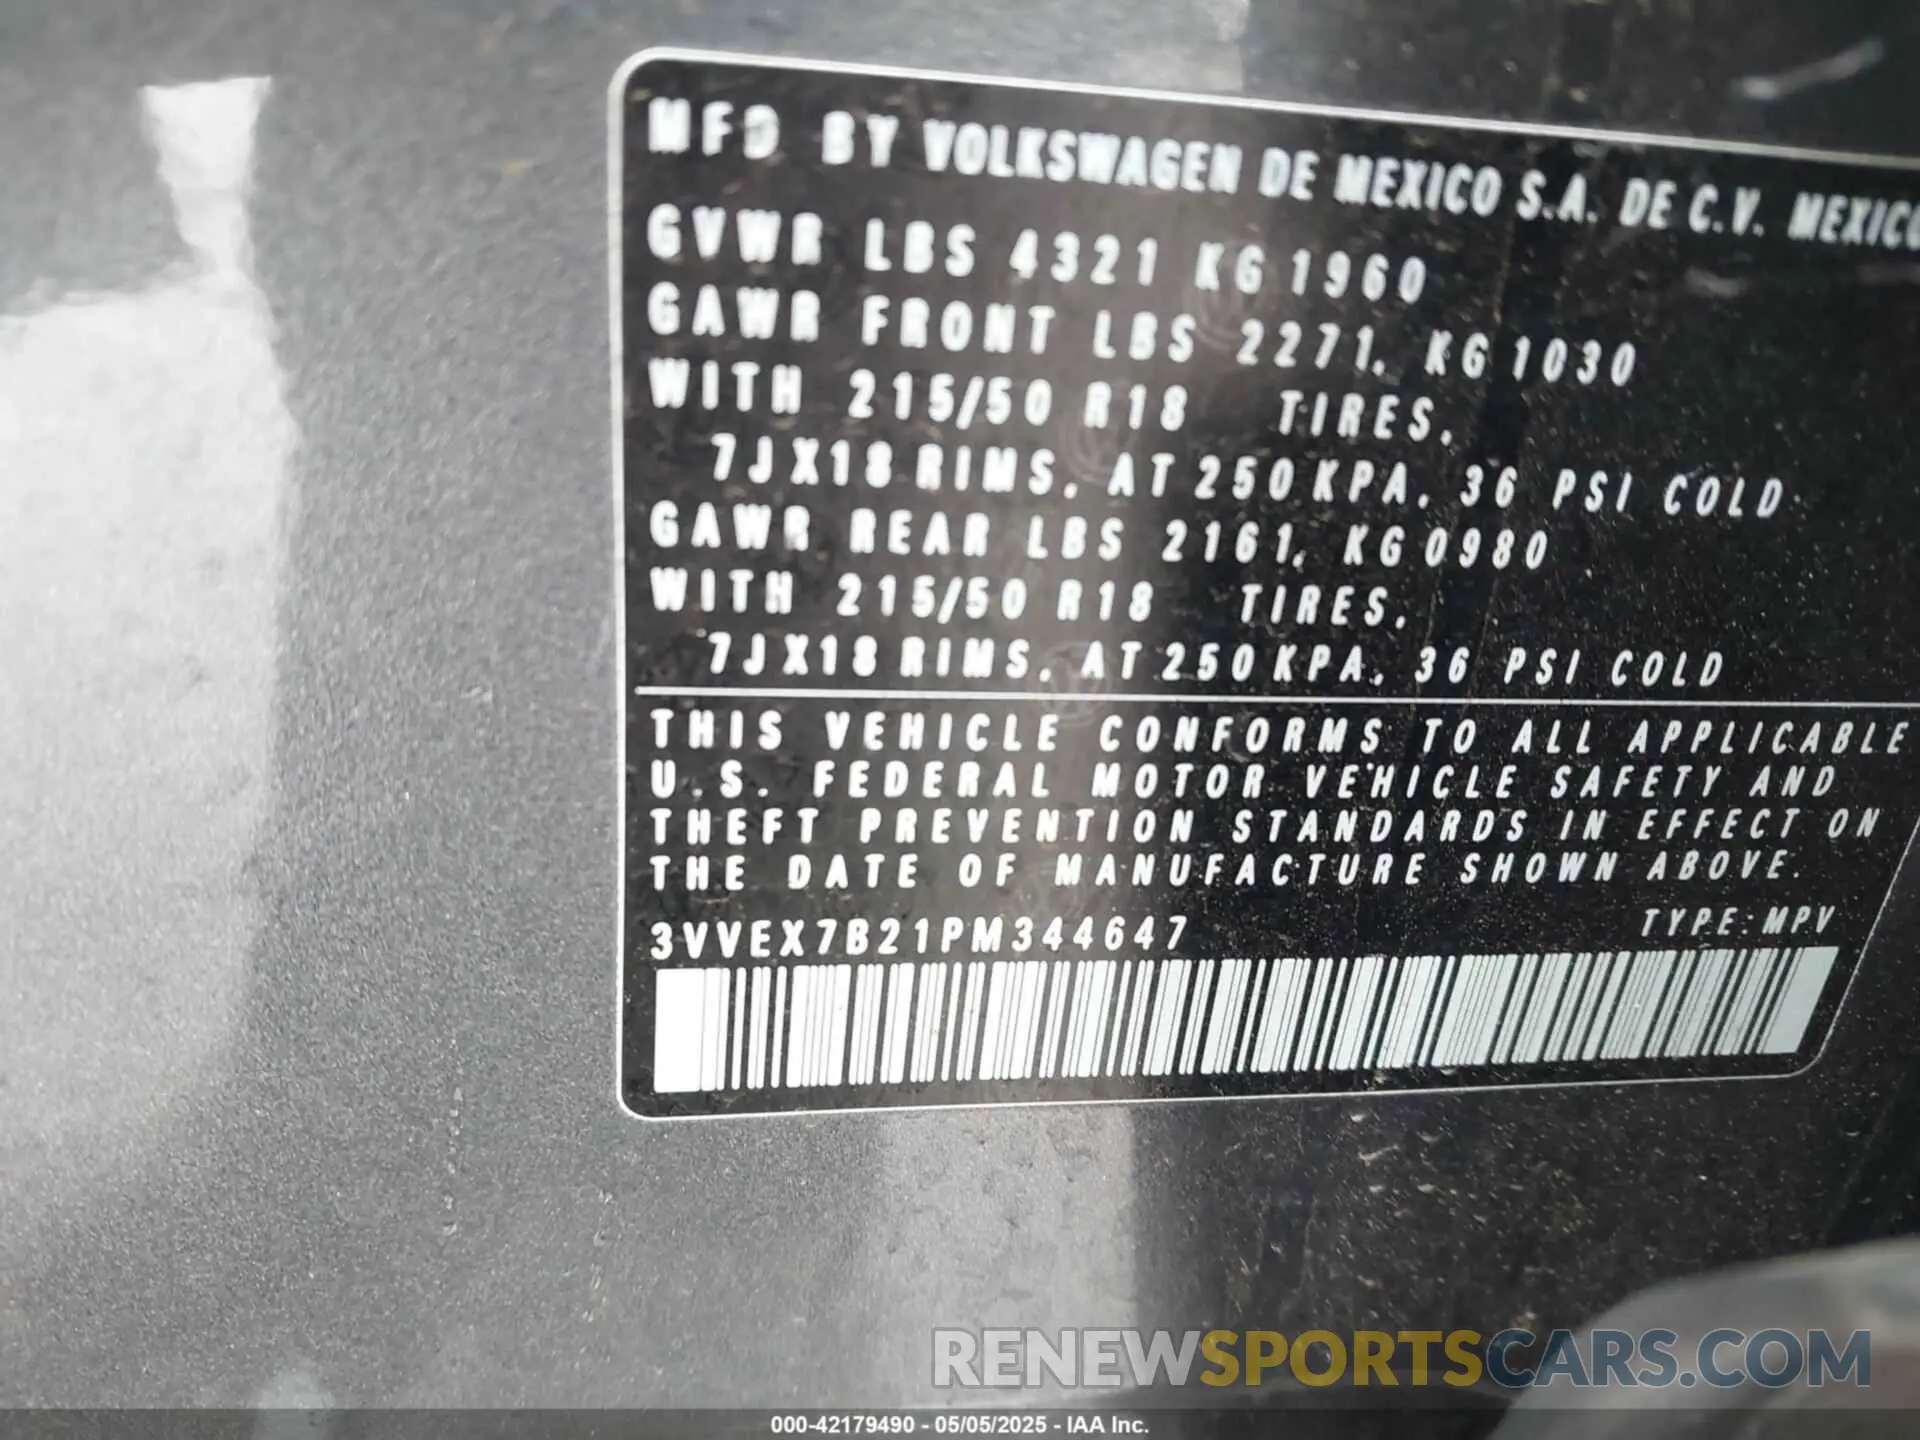 MFD BY VOLKSWAGEN DE MEXICO S.A. DE C.V. MEXICO
GVWR LBS 4321 KG 1960
GAWR FRONT LBS 2271, KG 1030
WITH 215/50 R18 TIRES,
7JX18 RIMS, AT 250 KPA, 36 PSI COLD
GAWR REAR LBS 2161, KG 0980
WITH 215/50 R18 TIRES,
7JX18 RIMS, AT 250 KPA, 36 PSI COLD
THIS VEHICLE CONFORMS TO ALL APPLICABLE
U.S. FEDERAL MOTOR VEHICLE SAFETY AND
THEFT PREVENTION STANDARDS IN EFFECT ON
THE DATE OF MANUFACTURE SHOWN ABOVE.
3VVEX7B21PM344647 TYPE: MPV
RENEWSPORTSCARS.COM
000-42179490 - 05/05/2025 - IAA Inc.